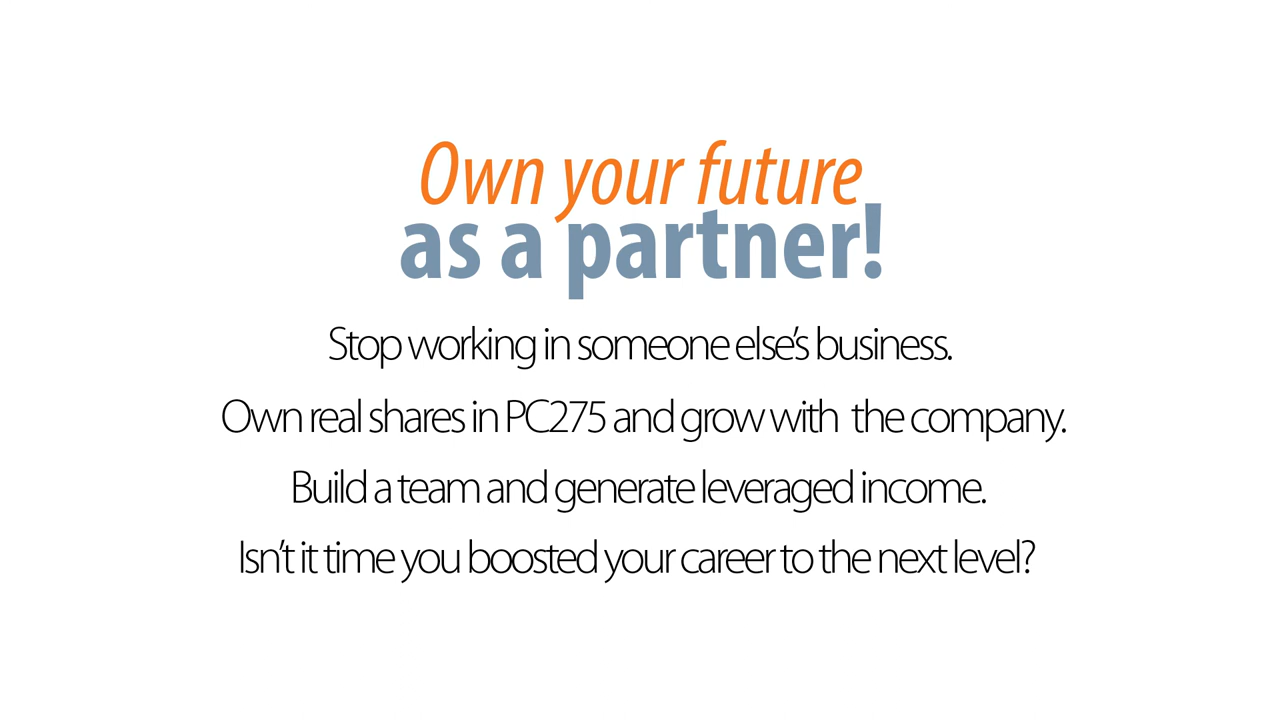 Own your future
as a partner!
Stop working in someone else’s business.
Own real shares in PC275 and grow with  the company.
Build a team and generate leveraged income.
Isn’t it time you boosted your career to the next level?